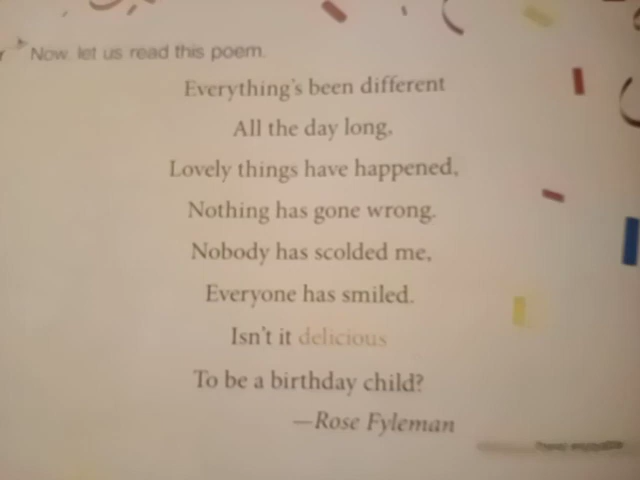 Now, let us read this poem.
Everything's been different
All the day long,
Lovely things have happened,
Nothing has gone wrong.
Nobody has scolded me,
Everyone has smiled.
Isn't it delicious
To be a birthday child?
—Rose Fyleman